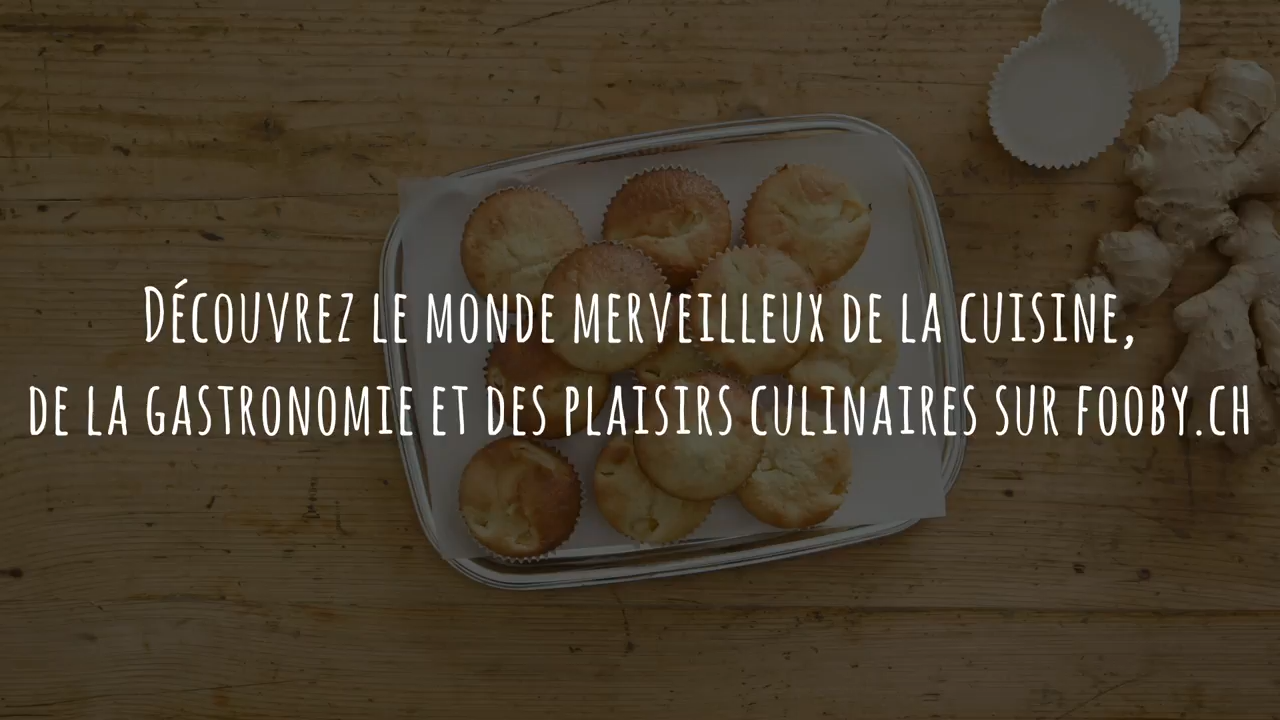 Découvrez le monde merveilleux de la cuisine,
de la gastronomie et des plaisirs culinaires sur fooby.ch